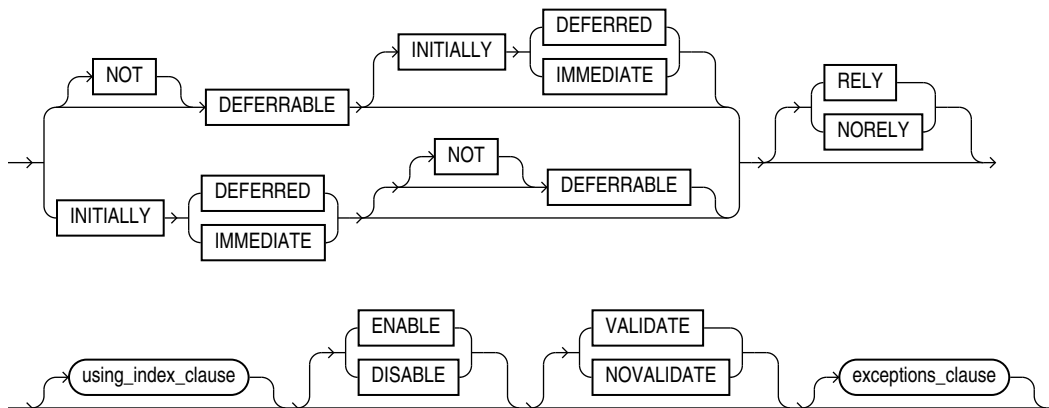 DEFERRED
INITIALLY
NOT
IMMEDIATE
RELY
DEFERRABLE
NORELY
NOT
DEFERRED
DEFERRABLE
INITIALLY
IMMEDIATE
ENABLE
VALIDATE
using_index_clause
DISABLE
NOVALIDATE
exceptions_clause